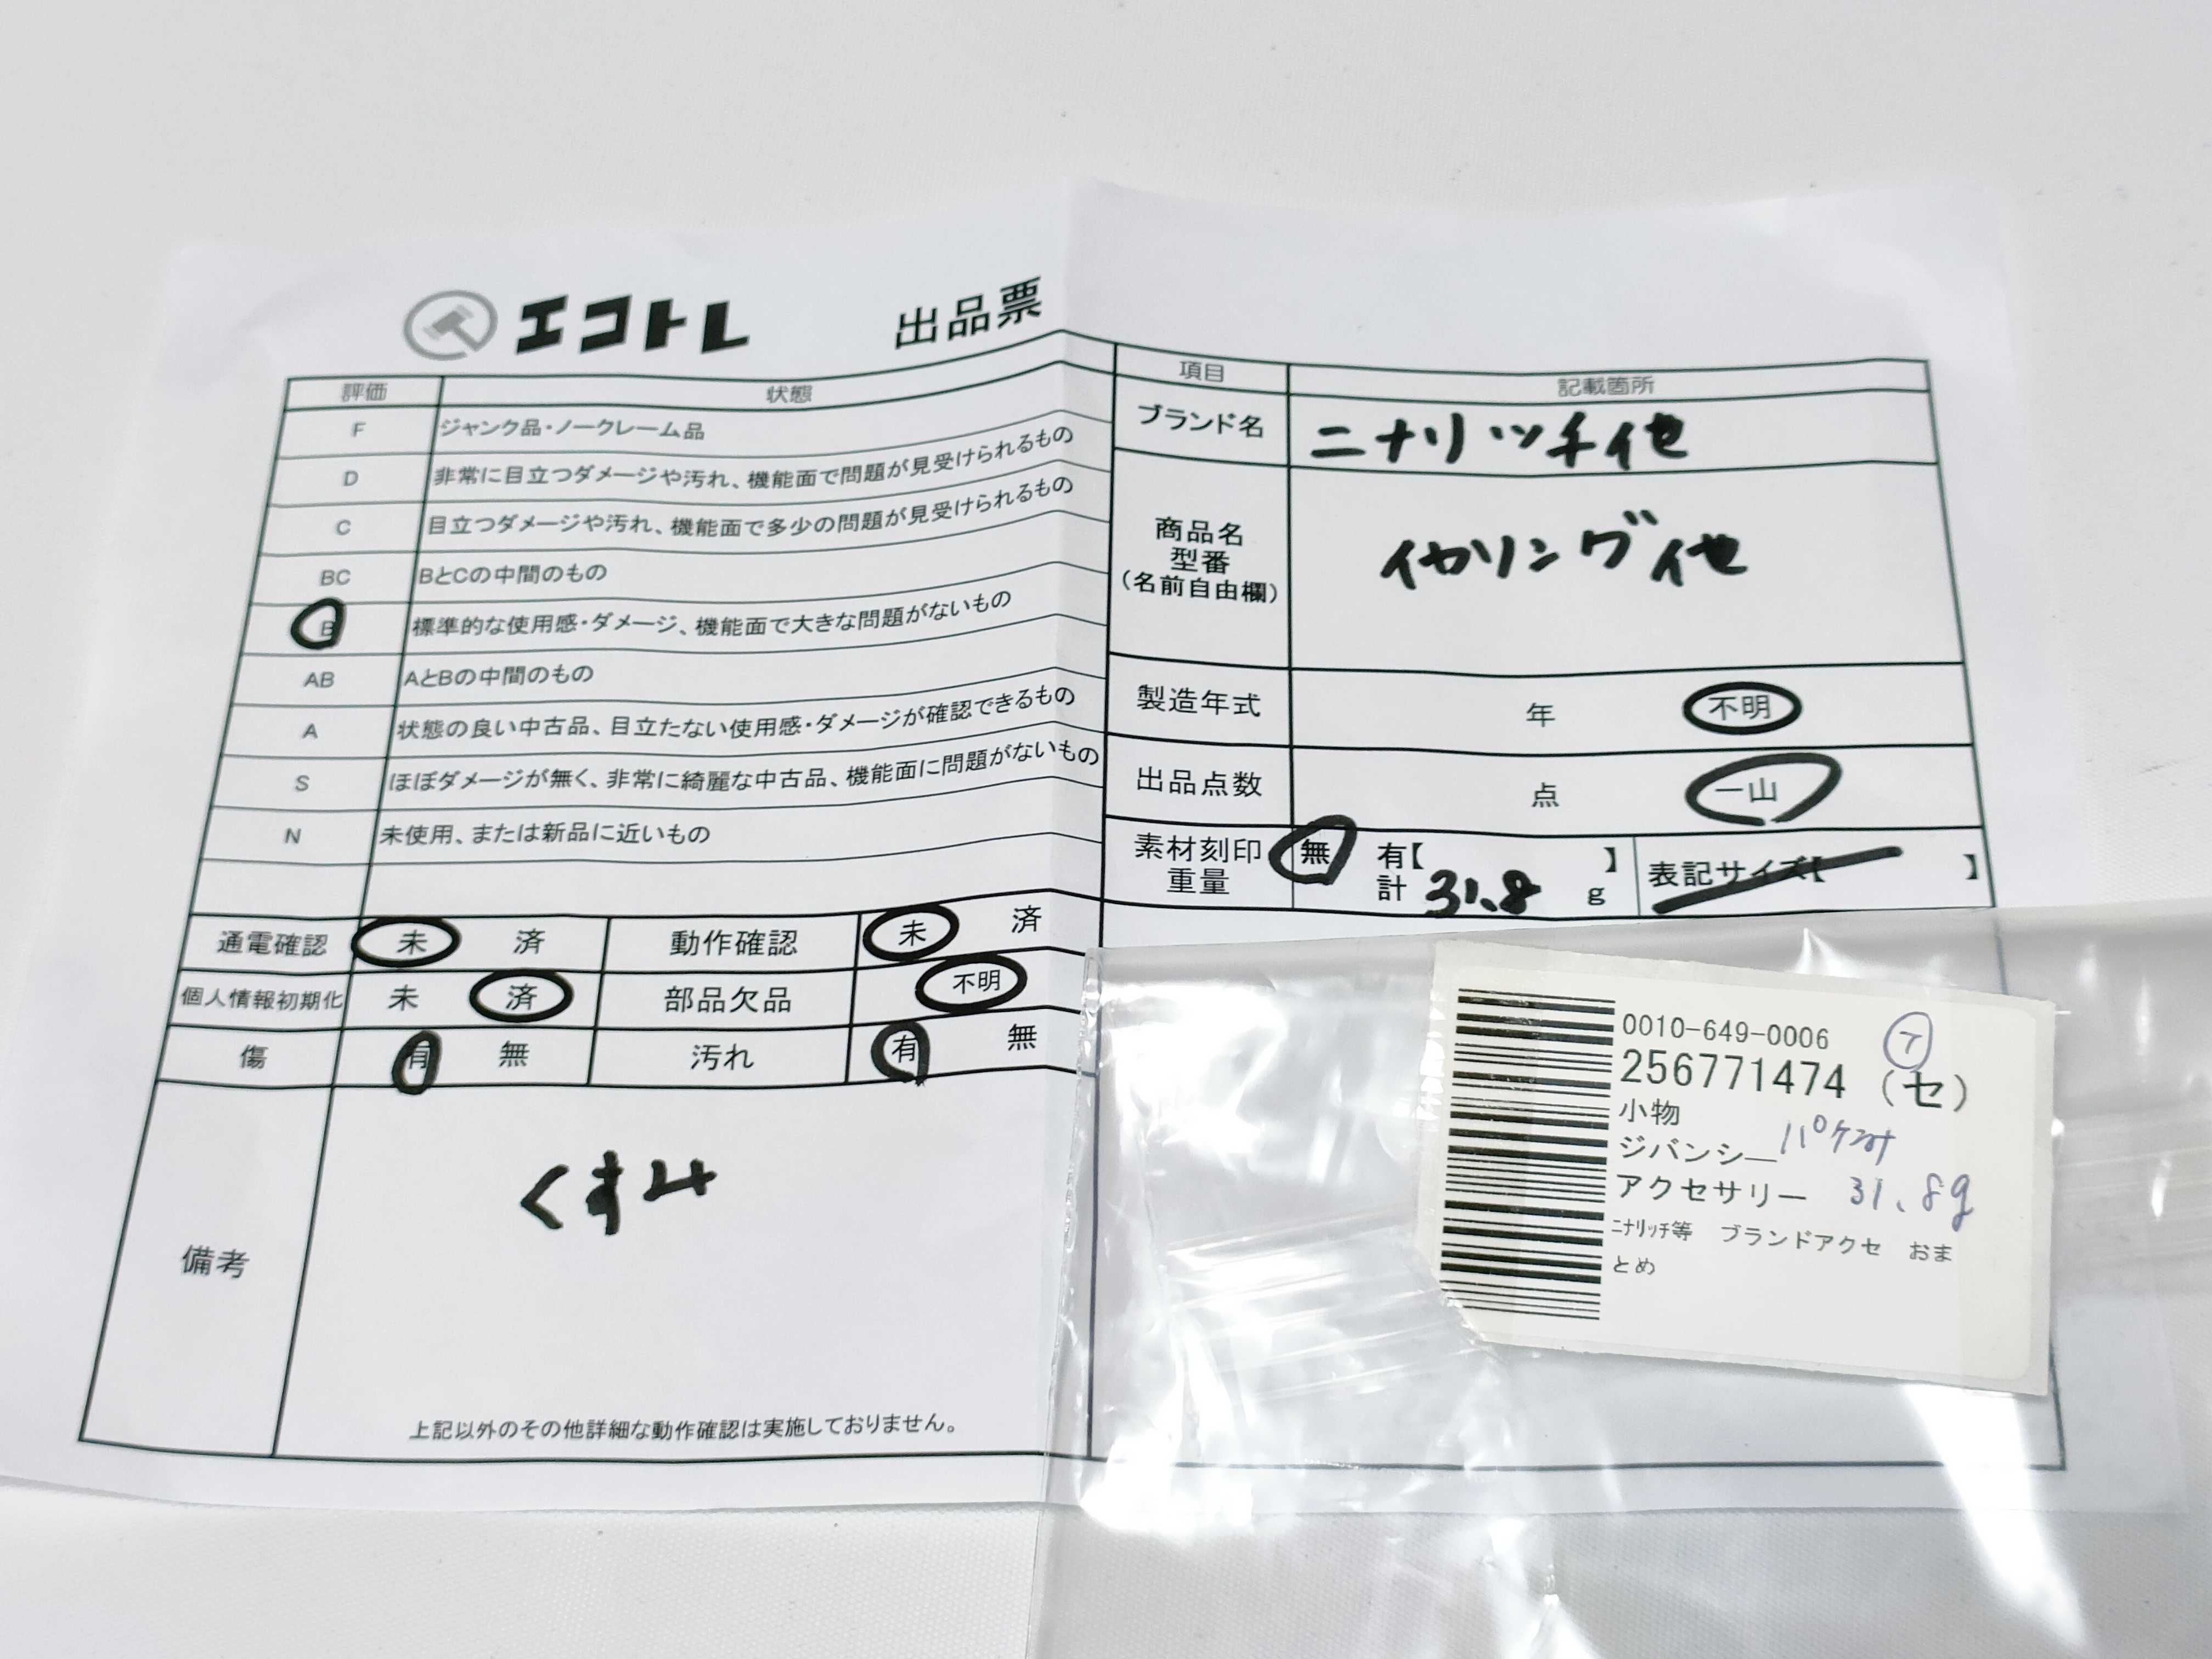 エコトレ 出品票
評価 状態
F ジャンク品・ノークレーム品
D 非常に目立つダメージや汚れ、機能面で問題が見受けられるもの
C 目立つダメージや汚れ、機能面で多少の問題が見受けられるもの
BC BとCの中間のもの
B 標準的な使用感・ダメージ、機能面で大きな問題がないもの
AB AとBの中間のもの
A 状態の良い中古品、目立たない使用感・ダメージが確認できるもの
S ほぼダメージが無く、非常に綺麗な中古品、機能面に問題がないもの
N 未使用、または新品に近いもの
通電確認 未 済 動作確認 未 済
個人情報初期化 未 済 部品欠品 不明
傷 有 無 汚れ 有 無
備考
くすみ
上記以外のその他詳細な動作確認は実施しておりません。
項目 記載箇所
ブランド名 ニナリッチ他
商品名
型番
(名前自由欄)
イヤリング他
製造年式 年 不明
出品点数 点 一山
素材刻印 無 有【 】 表記サイズ【 】
重量 計 31.8 g
0010-649-0006
256771474 (セ)
小物
ジバンシー
アクセサリー 31.8g
ニナリッチ等 ブランドアクセ おま
とめ